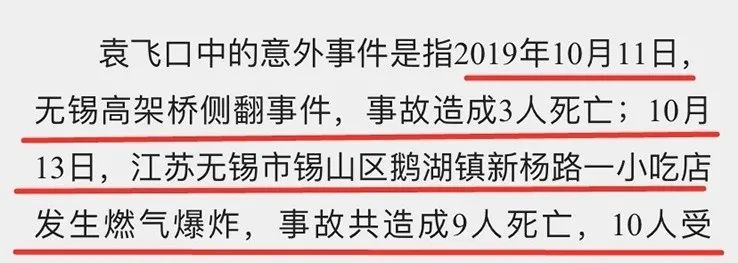 袁飞口中的意外事件是指2019年10月11日，
无锡高架桥侧翻事件，事故造成3人死亡；10月
13日，江苏无锡市锡山区鹅湖镇新杨路一小吃店
发生燃气爆炸，事故共造成9人死亡，10人受